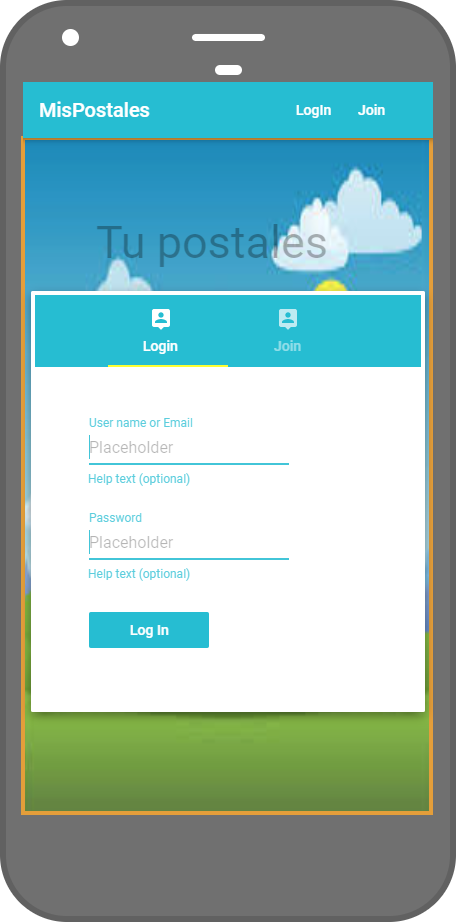 MisPostales LogIn Join
Tu postales
Login Join
User name or Email
Placeholder
Help text (optional)
Password
Placeholder
Help text (optional)
Log In